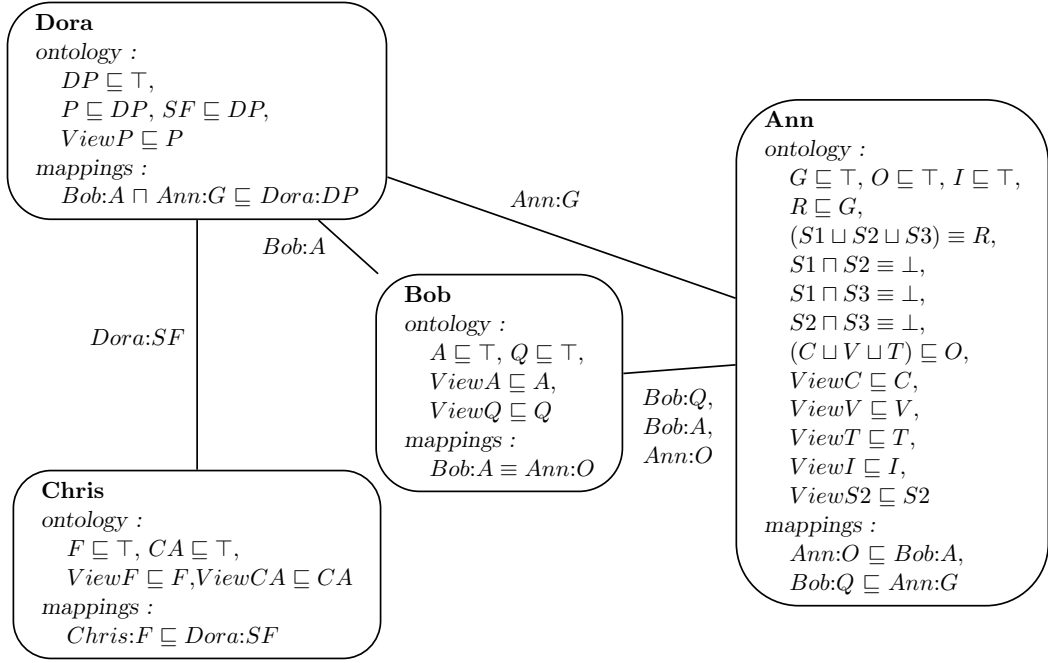 Dora
ontology :
DP ⊑ ⊤,
P ⊑ DP, SF ⊑ DP,
ViewP ⊑ P
mappings :
Bob:A ⊓ Ann:G ⊑ Dora:DP
Ann:G
Bob:A
Dora:SF
Bob
ontology :
A ⊑ ⊤, Q ⊑ ⊤,
ViewA ⊑ A,
ViewQ ⊑ Q
mappings :
Bob:A ≡ Ann:O
Bob:Q,
Bob:A,
Ann:O
Ann
ontology :
G ⊑ ⊤, O ⊑ ⊤, I ⊑ ⊤,
R ⊑ G,
(S1 ⊔ S2 ⊔ S3) ≡ R,
S1 ⊓ S2 ≡ ⊥,
S1 ⊓ S3 ≡ ⊥,
S2 ⊓ S3 ≡ ⊥,
(C ⊔ V ⊔ T) ⊑ O,
ViewC ⊑ C,
ViewV ⊑ V,
ViewT ⊑ T,
ViewI ⊑ I,
ViewS2 ⊑ S2
mappings :
Ann:O ⊑ Bob:A,
Bob:Q ⊑ Ann:G
Chris
ontology :
F ⊑ ⊤, CA ⊑ ⊤,
ViewF ⊑ F,ViewCA ⊑ CA
mappings :
Chris:F ⊑ Dora:SF